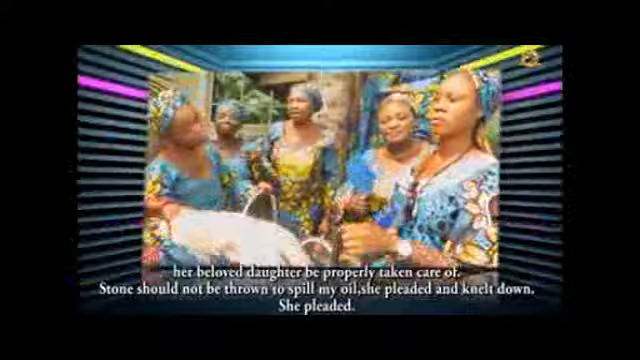 her beloved daughter be properly taken care of.
Stone should not be thrown to spill my oil,she pleaded and knelt down.
She pleaded.